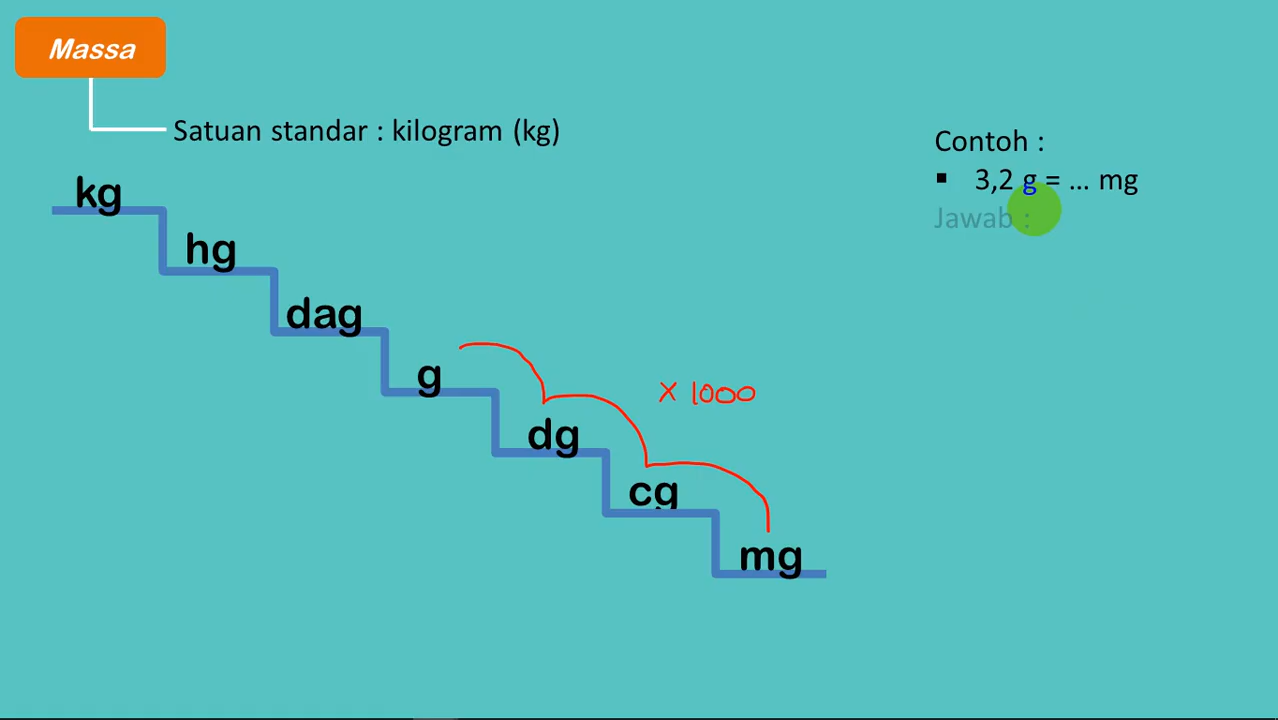 Massa
Satuan standar : kilogram (kg)
Contoh :
▪ 3,2 g = ... mg
Jawab :
kg
hg
dag
g
x 1000
dg
cg
mg